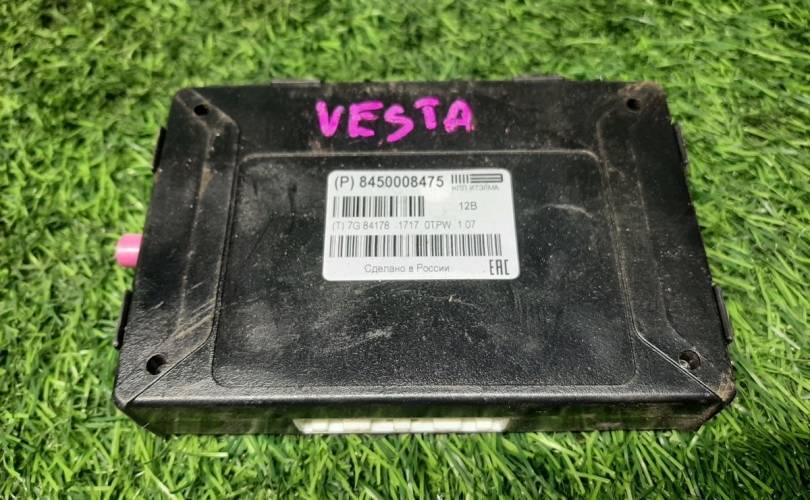 VESTA
(P) 8450008475
НПП ИТЭЛМА
12В
(T) 7G 84178 1717 0TPW 1.07
Сделано в России
EAC